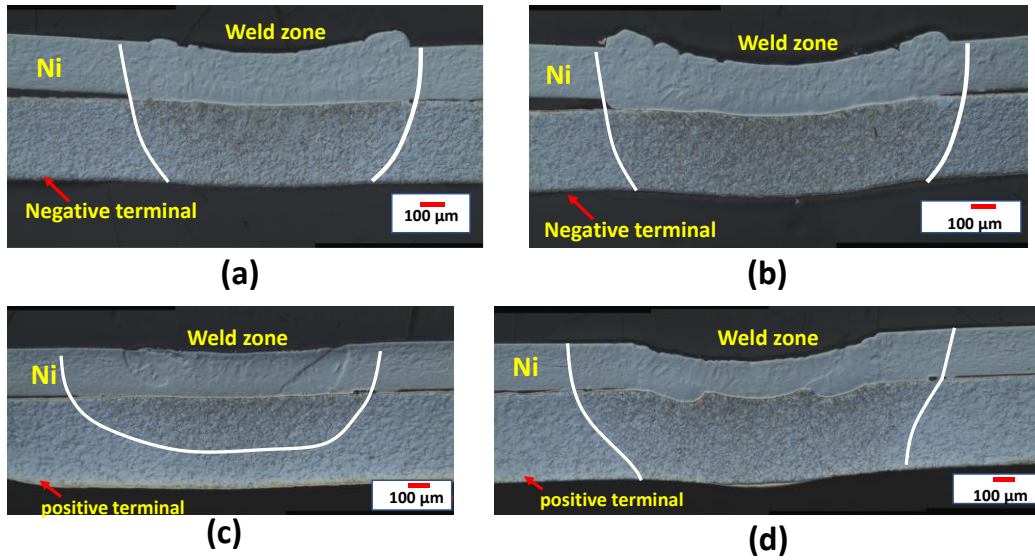 Weld zone
Ni
Negative terminal
100 µm
(a)
Weld zone
Ni
Negative terminal
100 µm
(b)
Weld zone
Ni
positive terminal
100 µm
(c)
Weld zone
Ni
positive terminal
100 µm
(d)